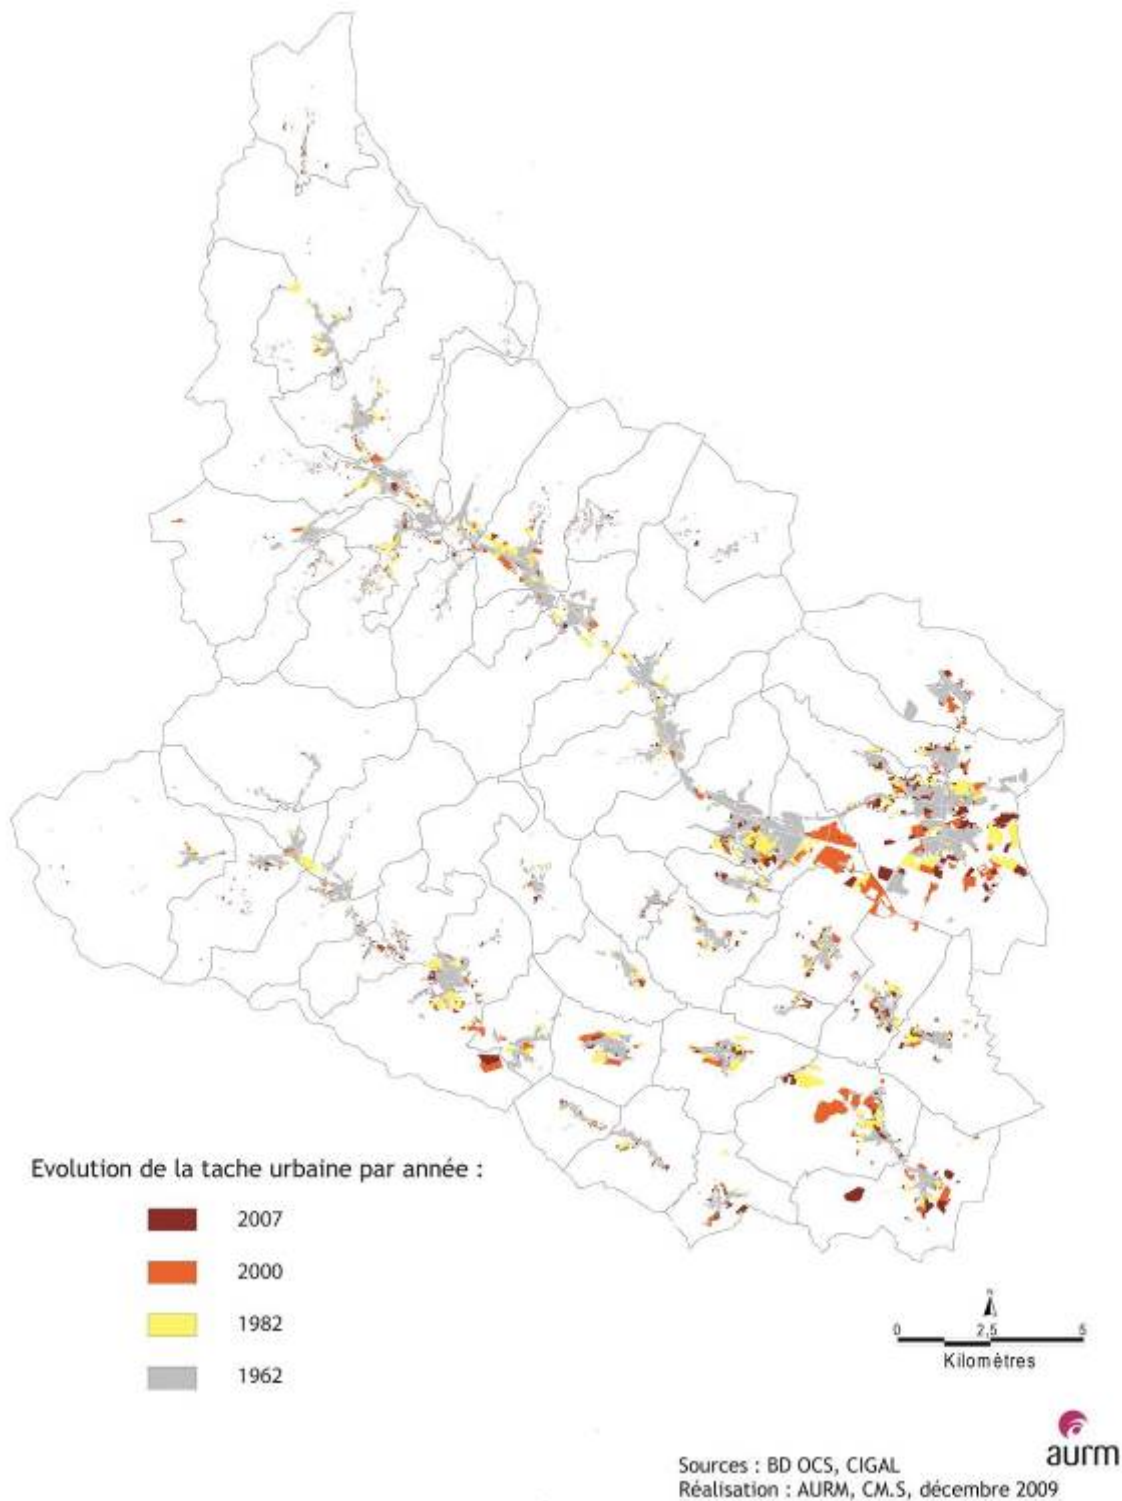 Evolution de la tache urbaine par année :
2007
2000
1982
1962
N
0 2,5 5
Kilomètres
aurm
Sources : BD OCS, CIGAL
Réalisation : AURM, CM.S, décembre 2009